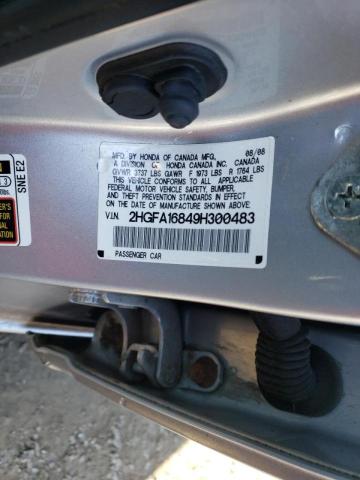 MFD. BY HONDA OF CANADA MFG., 08/08
A DIVISION OF HONDA CANADA INC. CANADA
GVWR 3737 LBS GAWR F 1973 LBS R 1764 LBS
THIS VEHICLE CONFORMS TO ALL APPLICABLE
FEDERAL MOTOR VEHICLE SAFETY, BUMPER,
AND THEFT PREVENTION STANDARDS IN EFFECT
ON THE DATE OF MANUFACTURE SHOWN ABOVE.
V.I.N. 2HGFA16849H300483
PASSENGER CAR
SNE E2